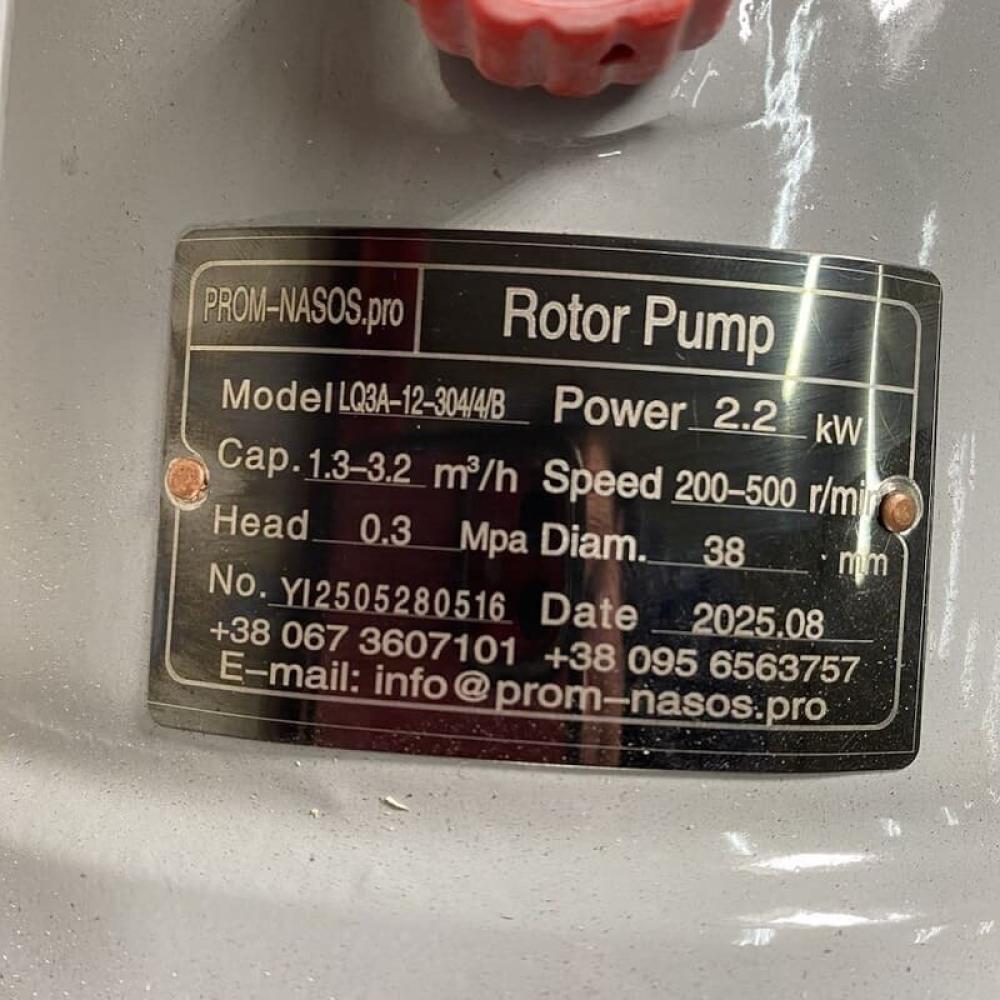 PROM-NASOS.pro Rotor Pump
Model LQ3A-12-304/4/B Power 2.2 kW
Cap. 1.3-3.2 m³/h Speed 200-500 r/min
Head 0.3 Mpa Diam. 38 mm
No. YI2505280516 Date 2025.08
+38 067 3607101 +38 095 6563757
E-mail: info@prom-nasos.pro